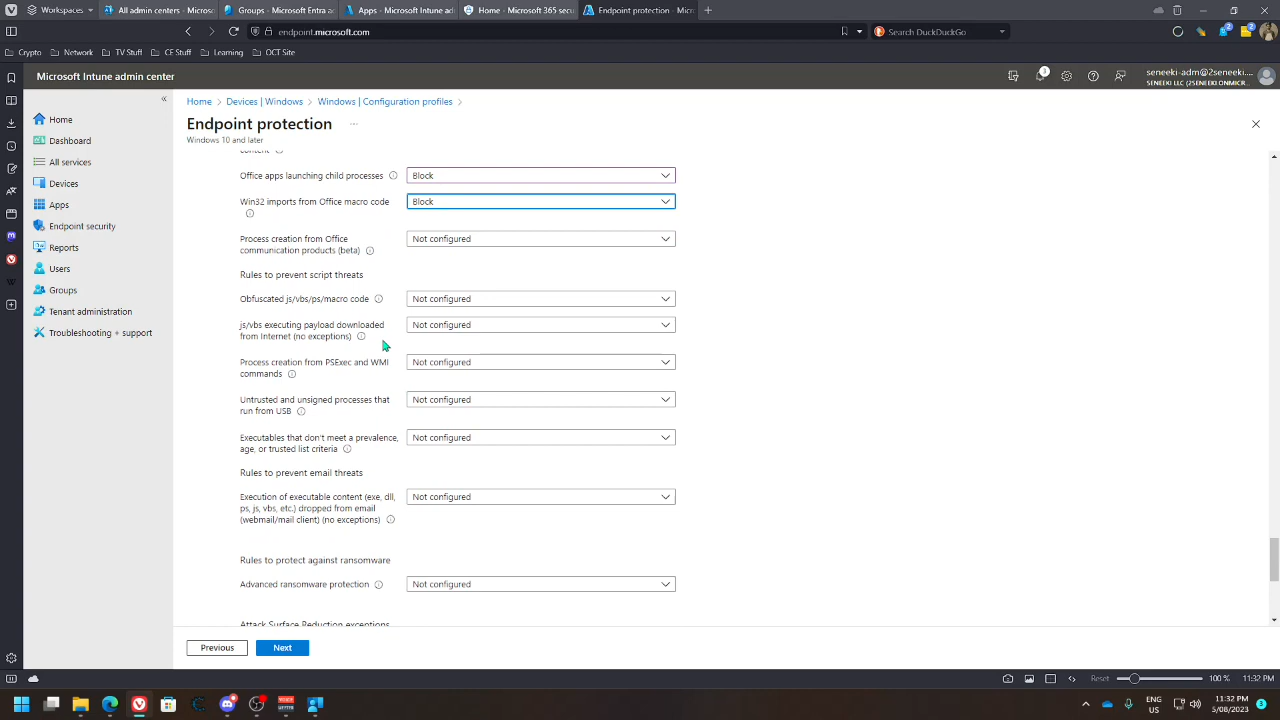 Workspaces
All admin centers - Micros
Groups - Microsoft Entra a
Apps - Microsoft Intune ad
Home - Microsoft 365 secu
Endpoint protection - Micr
endpoint.microsoft.com
Search DuckDuckGo
Crypto
Network
TV Stuff
CE Stuff
Learning
OCT Site
Microsoft Intune admin center
seneeki-adm@2seneeki....
SENEEKI LLC (2SENEEKI.ONMICR...
Home
Dashboard
All services
Devices
Apps
Endpoint security
Reports
Users
Groups
Tenant administration
Troubleshooting + support
Home > Devices | Windows > Windows | Configuration profiles >
Endpoint protection ...
Windows 10 and later
content
Office apps launching child processes
Block
Win32 imports from Office macro code
Block
Process creation from Office
communication products (beta)
Not configured
Rules to prevent script threats
Obfuscated js/vbs/ps/macro code
Not configured
js/vbs executing payload downloaded
from Internet (no exceptions)
Not configured
Process creation from PSExec and WMI
commands
Not configured
Untrusted and unsigned processes that
run from USB
Not configured
Executables that don't meet a prevalence,
age, or trusted list criteria
Not configured
Rules to prevent email threats
Execution of executable content (exe, dll,
ps, js, vbs, etc.) dropped from email
(webmail/mail client) (no exceptions)
Not configured
Rules to protect against ransomware
Advanced ransomware protection
Not configured
Attack Surface Reduction exceptions
Previous
Next
Reset
100 %
11:32 PM
ENG
US
11:32 PM
5/08/2023